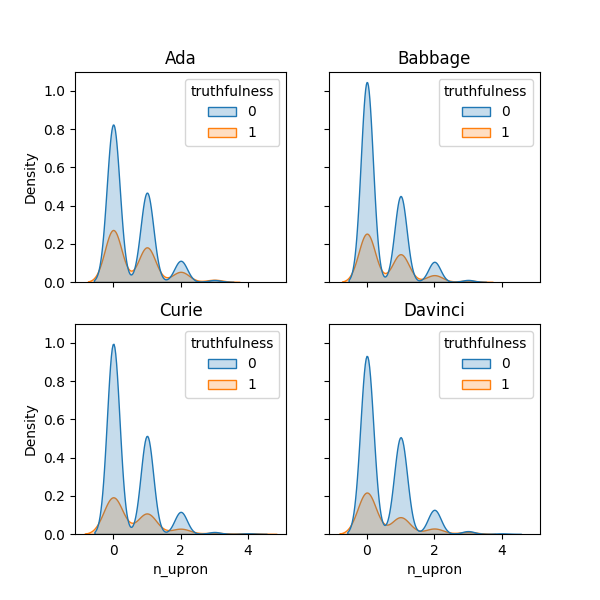 Ada
Babbage
truthfulness
0
1
truthfulness
0
1
1.0
0.8
0.6
0.4
0.2
0.0
Density
Curie
Davinci
truthfulness
0
1
truthfulness
0
1
1.0
0.8
0.6
0.4
0.2
0.0
Density
0 2 4
0 2 4
n_upron
n_upron